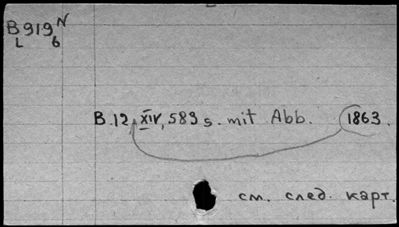 B919 N
L 6
B.12. XIV, 589 s. mit Abb. 1863.
см. след. карт.